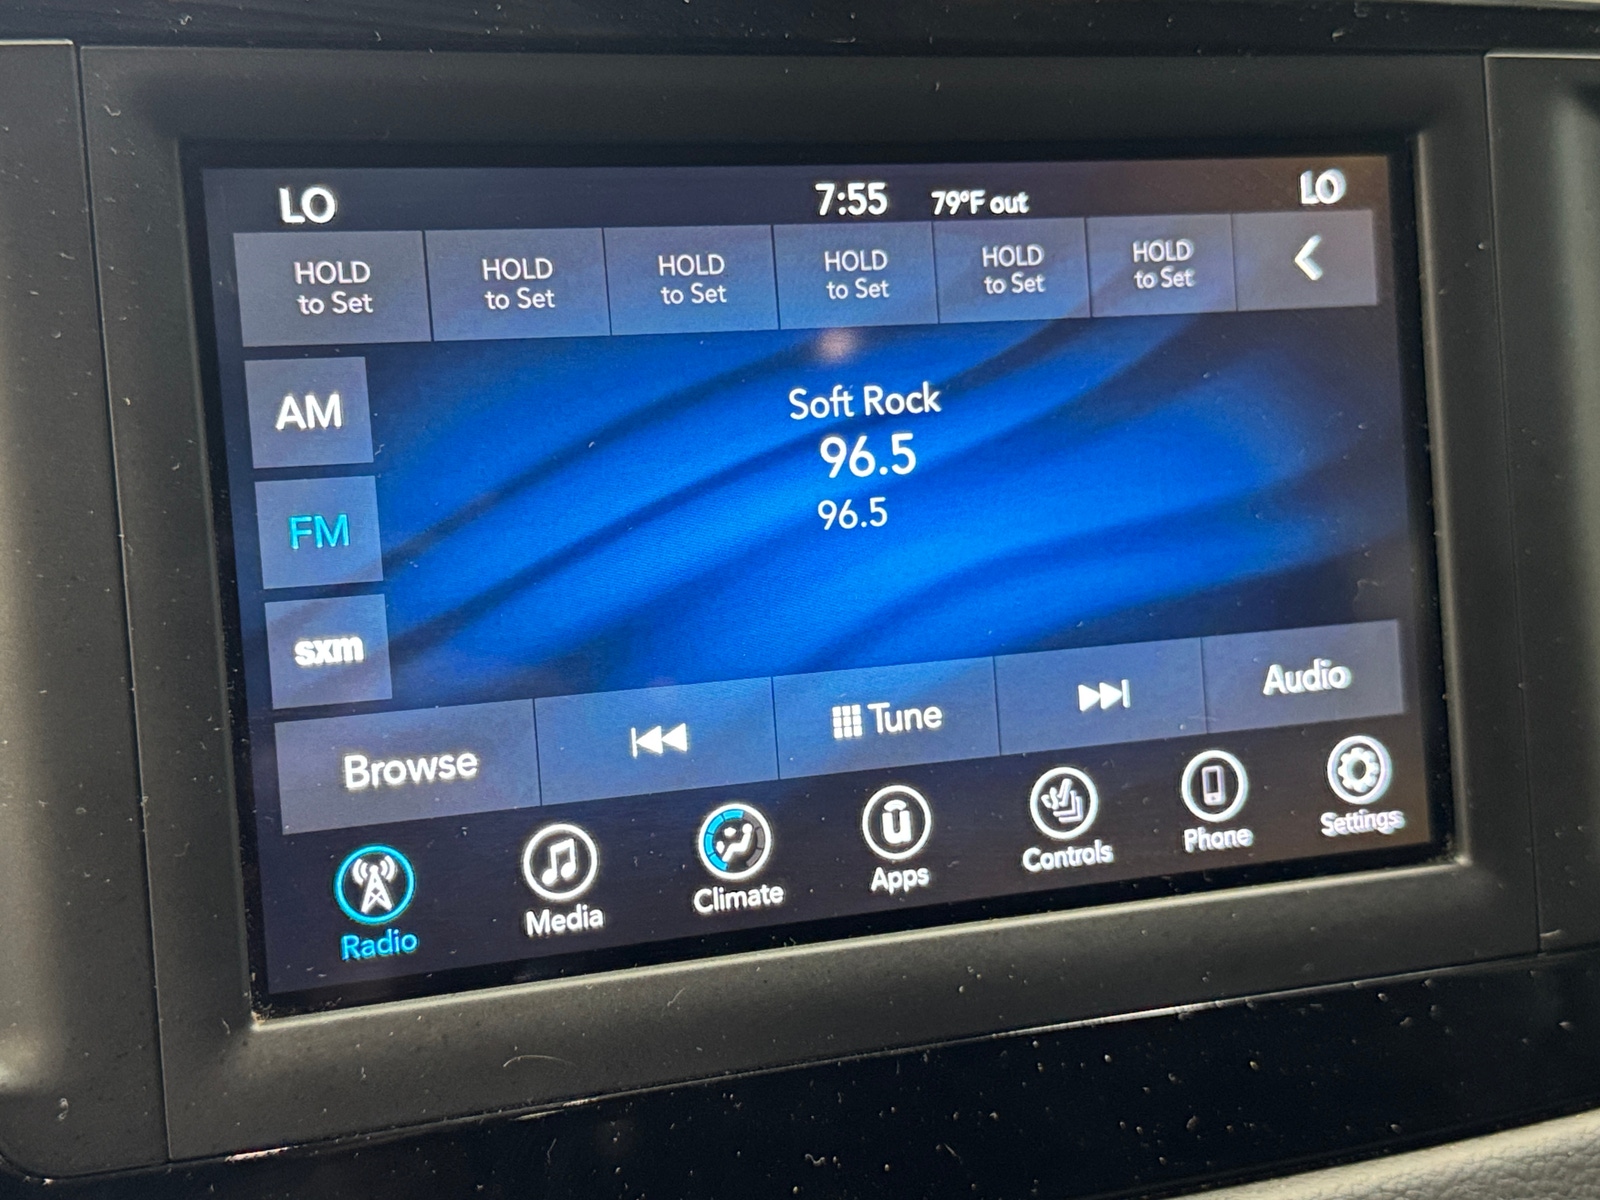 LO 7:55 79°F out LO
HOLD to Set
HOLD to Set
HOLD to Set
HOLD to Set
HOLD to Set
HOLD to Set
AM
Soft Rock
96.5
96.5
FM
sxm
Browse
Tune
Audio
Radio
Media
Climate
Apps
Controls
Phone
Settings